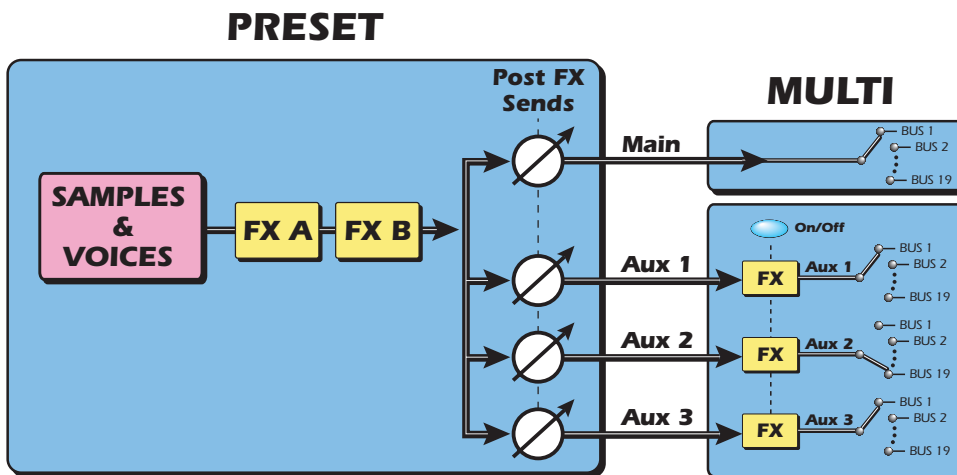 PRESET
Post FX
Sends
SAMPLES
&
VOICES
FX A
FX B
Main
Aux 1
Aux 2
Aux 3
MULTI
BUS 1
BUS 2
BUS 19
On/Off
FX
Aux 1
BUS 1
BUS 2
BUS 19
FX
Aux 2
BUS 1
BUS 2
BUS 19
FX
Aux 3
BUS 1
BUS 2
BUS 19